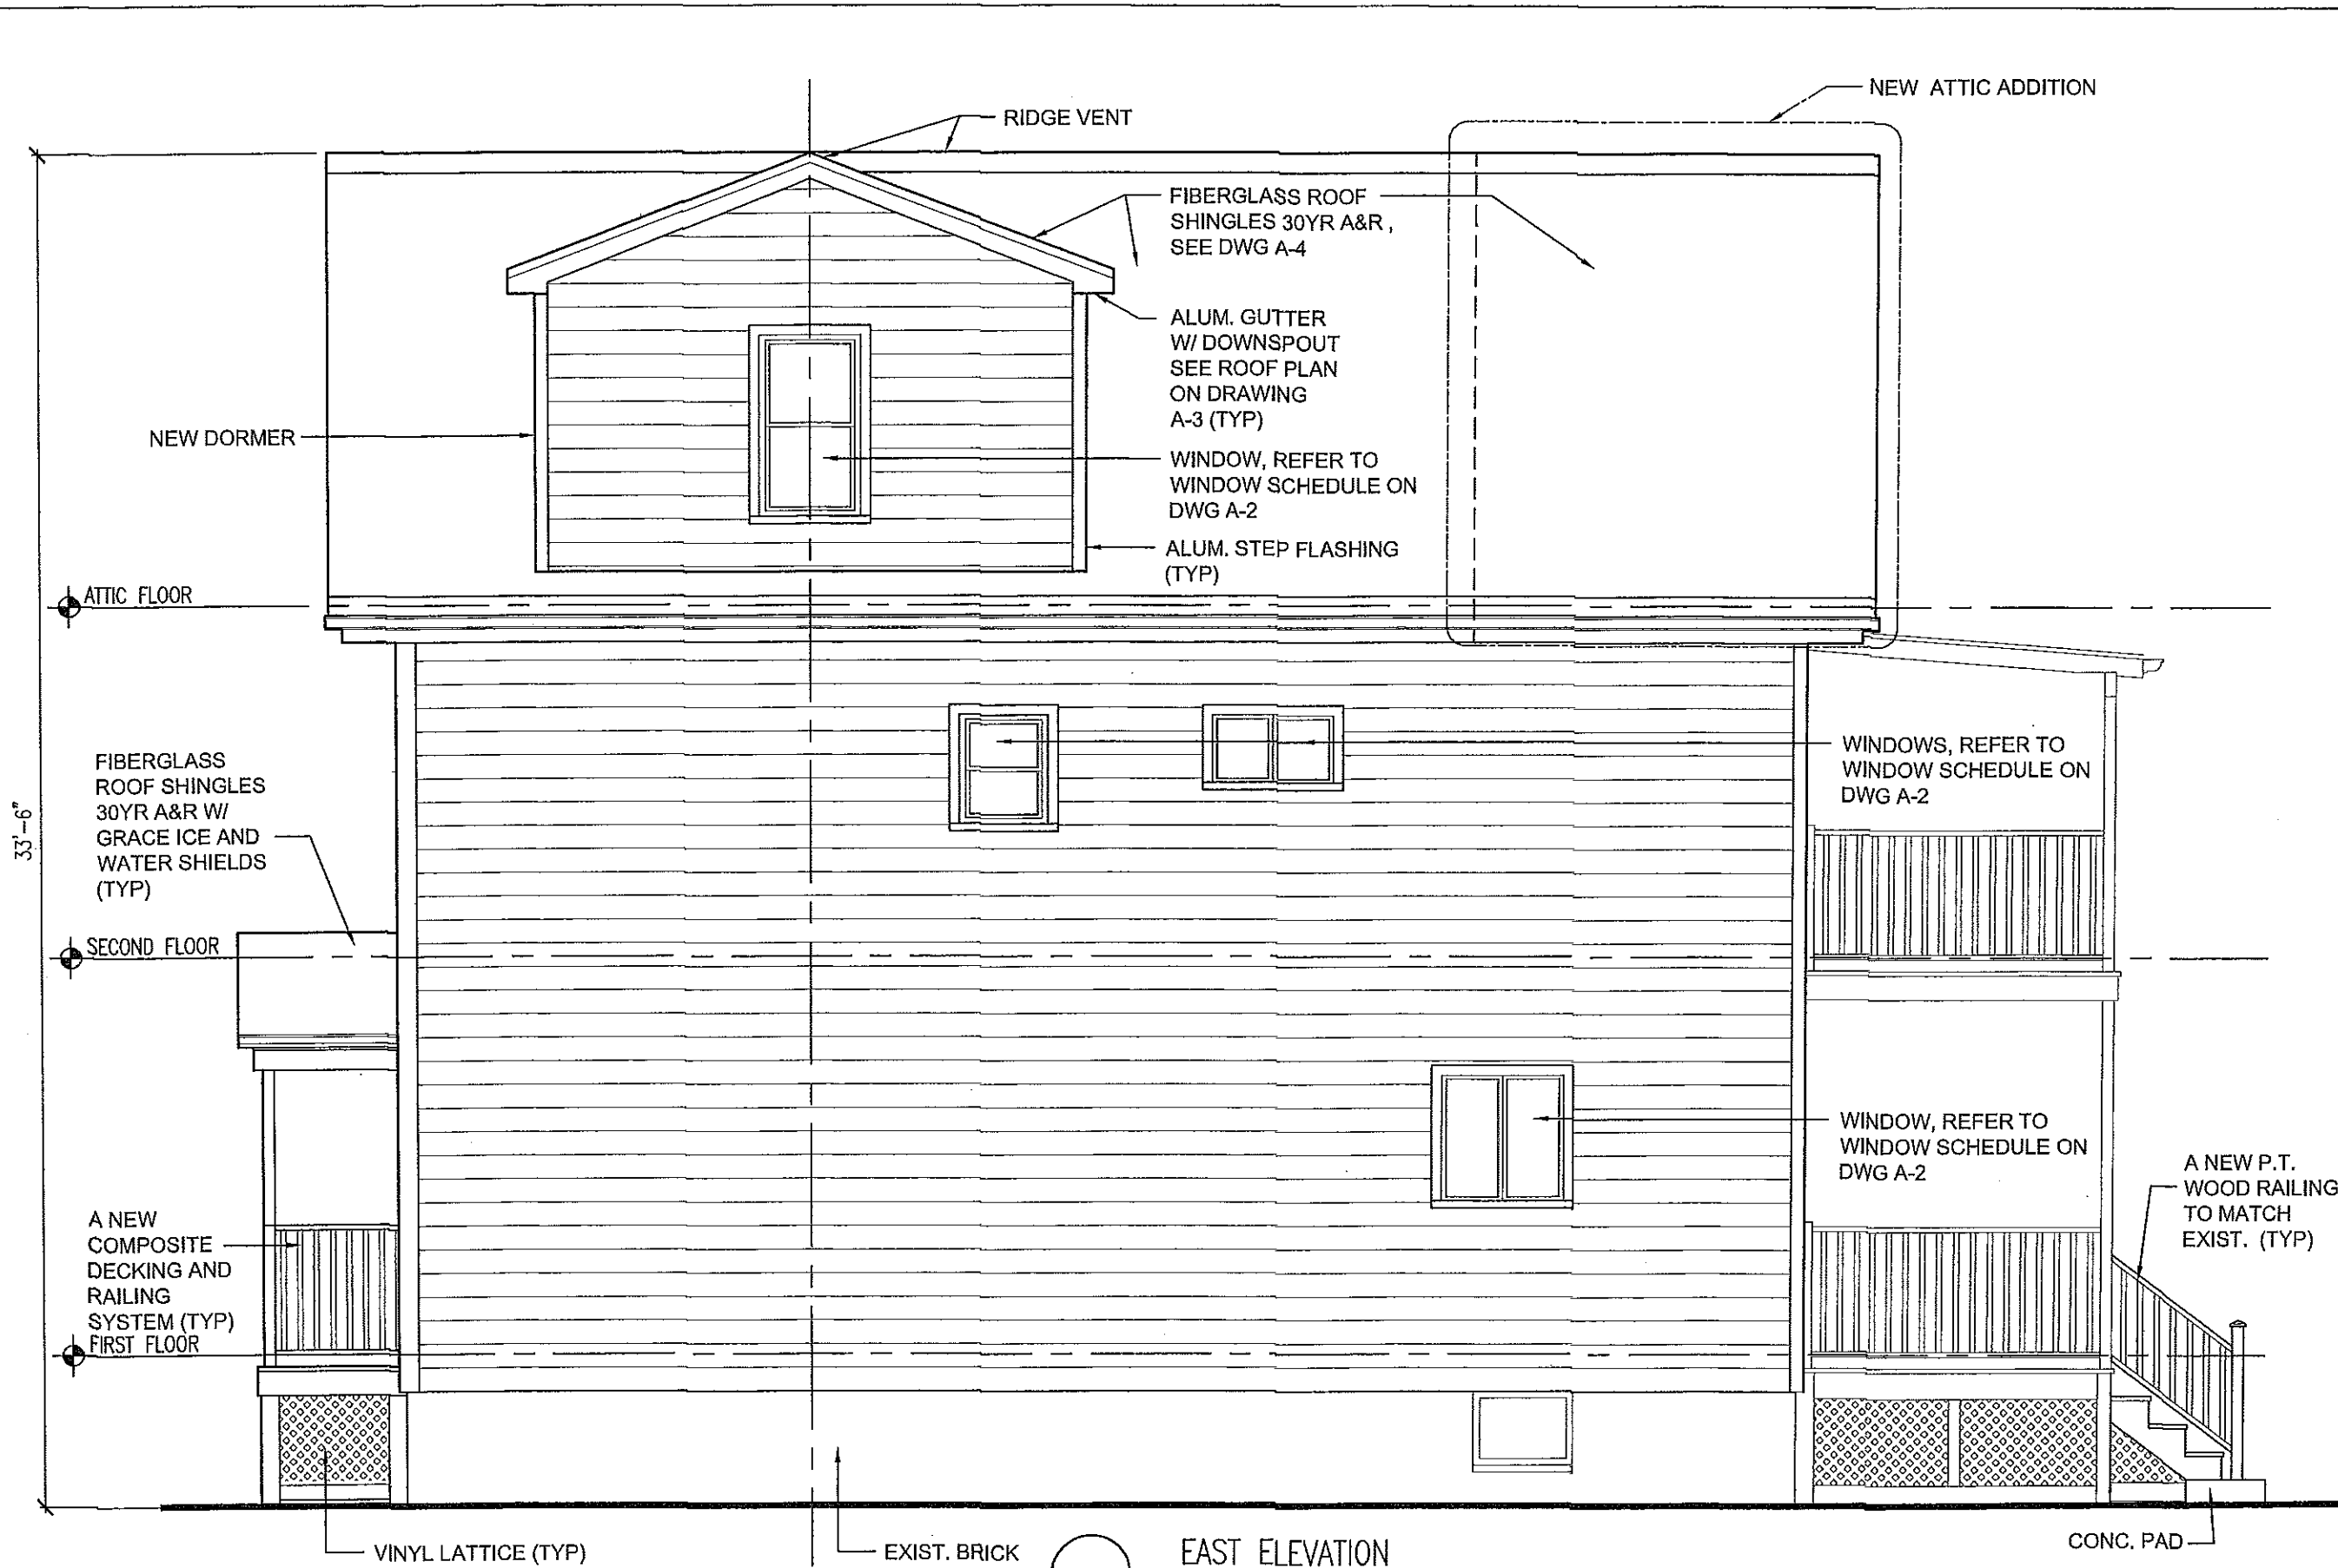 NEW ATTIC ADDITION
RIDGE VENT
FIBERGLASS ROOF
SHINGLES 30YR A&R ,
SEE DWG A-4
ALUM. GUTTER
W/ DOWNSPOUT
SEE ROOF PLAN
ON DRAWING
A-3 (TYP)
NEW DORMER
WINDOW, REFER TO
WINDOW SCHEDULE ON
DWG A-2
ALUM. STEP FLASHING
(TYP)
ATTIC FLOOR
FIBERGLASS
ROOF SHINGLES
30YR A&R W/
GRACE ICE AND
WATER SHIELDS
(TYP)
WINDOWS, REFER TO
WINDOW SCHEDULE ON
DWG A-2
33'-6"
SECOND FLOOR
WINDOW, REFER TO
WINDOW SCHEDULE ON
DWG A-2
A NEW P.T.
WOOD RAILING
TO MATCH
EXIST. (TYP)
A NEW
COMPOSITE
DECKING AND
RAILING
SYSTEM (TYP)
FIRST FLOOR
VINYL LATTICE (TYP)
EXIST. BRICK
EAST ELEVATION
CONC. PAD